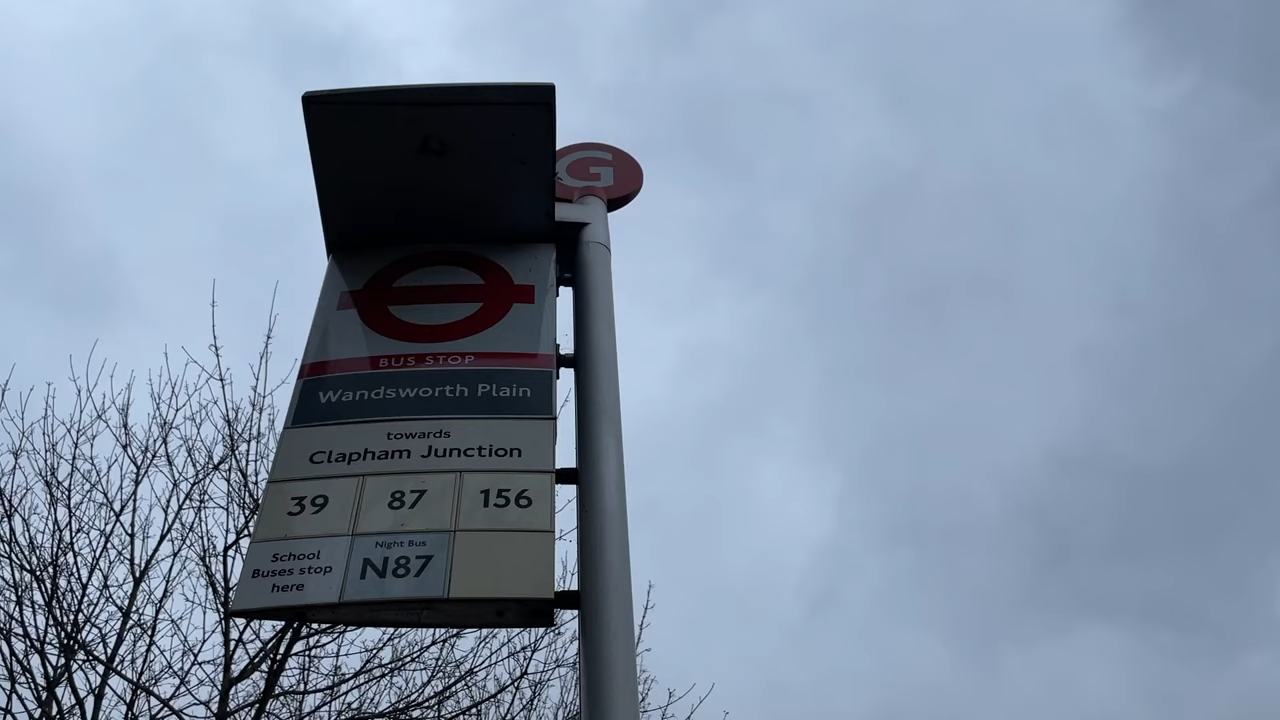 G
BUS STOP
Wandsworth Plain
towards
Clapham Junction
39 87 156
School
Buses stop
here
Night Bus
N87